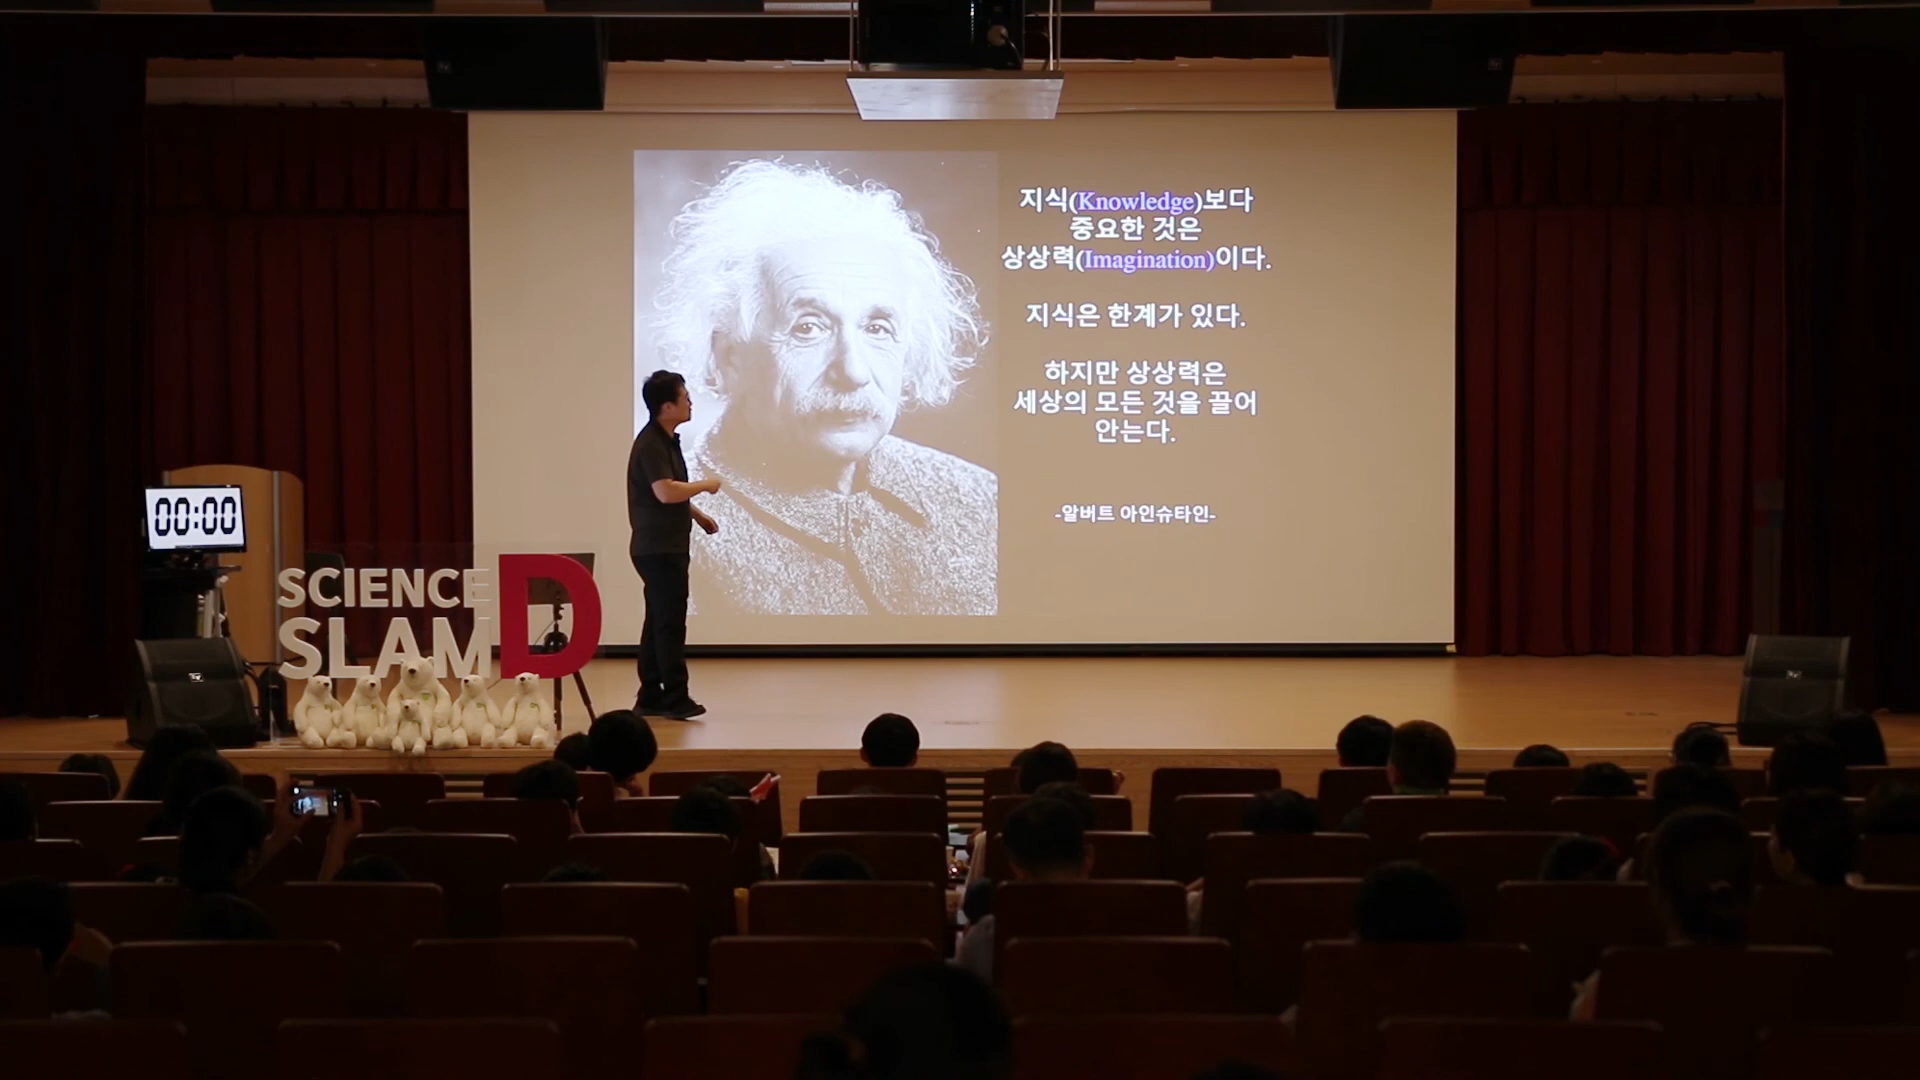 지식(Knowledge)보다
중요한 것은
상상력(Imagination)이다.
지식은 한계가 있다.
하지만 상상력은
세상의 모든 것을 끌어
안는다.
-알버트 아인슈타인-
00:00
SCIENCE
SLAM D